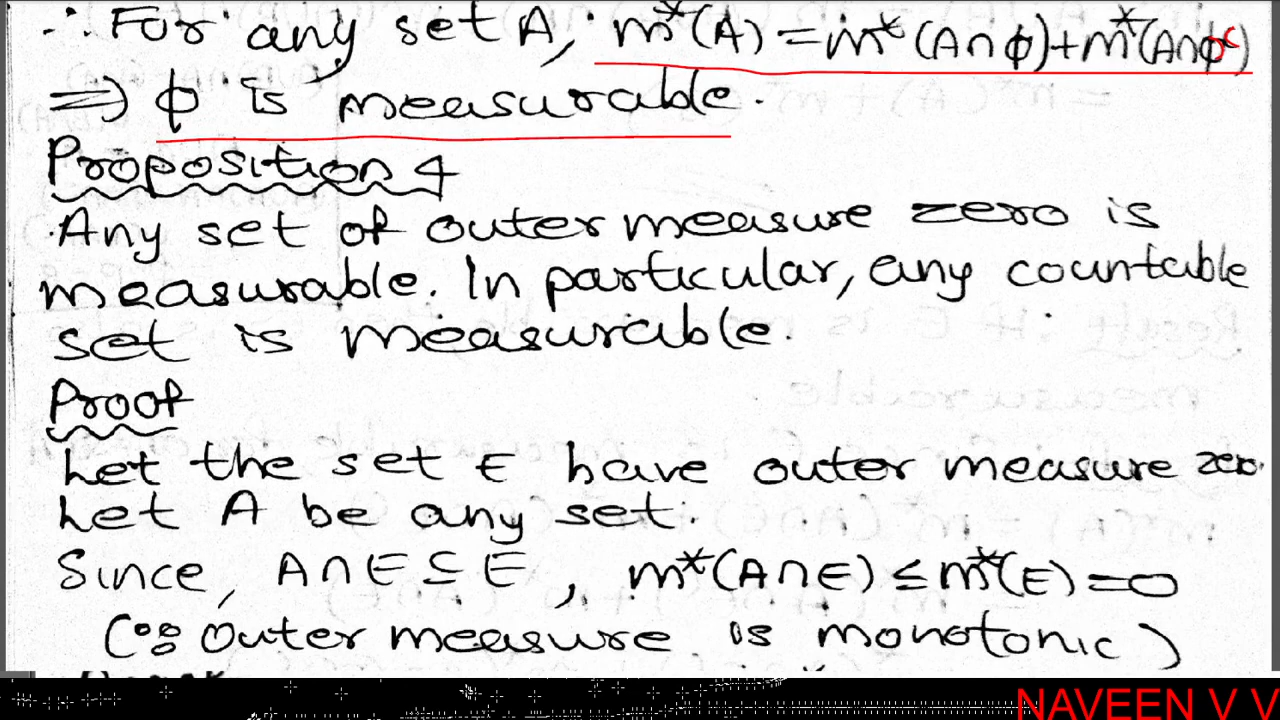 ∴ For any set A, m*(A) = m*(A∩ϕ)+m*(A∩ϕᶜ)
⇒ ϕ is measurable.
Proposition 4
Any set of outer measure zero is
measurable. In particular, any countable
set is measurable.
Proof
Let the set E have outer measure zero.
Let A be any set.
Since, A∩E ⊆ E, m*(A∩E) ≤ m*(E) = 0
(∵ Outer measure is monotonic)
NAVEEN V V